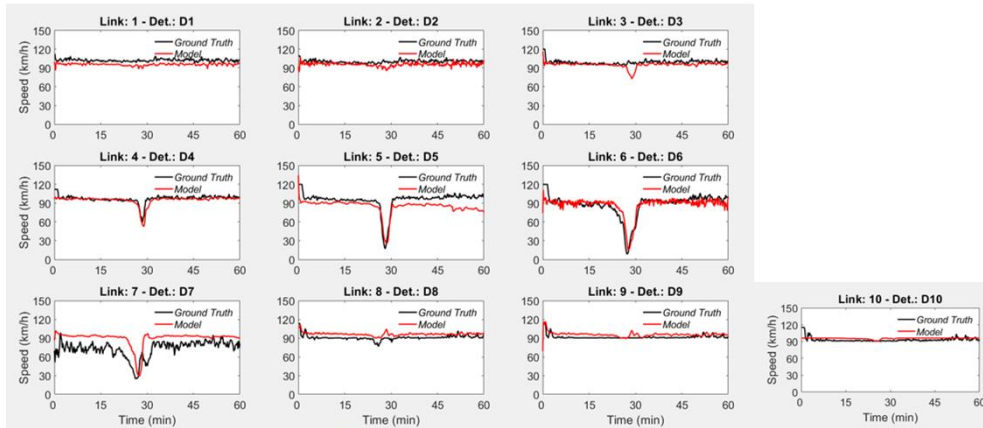 Link: 1 - Det.: D1
150
120
90
60
30
0
Speed (km/h)
Ground Truth
Model
0 15 30 45 60
Link: 2 - Det.: D2
150
120
90
60
30
0
Ground Truth
Model
0 15 30 45 60
Link: 3 - Det.: D3
150
120
90
60
30
0
Ground Truth
Model
0 15 30 45 60
Link: 4 - Det.: D4
150
120
90
60
30
0
Speed (km/h)
Ground Truth
Model
0 15 30 45 60
Link: 5 - Det.: D5
150
120
90
60
30
0
Ground Truth
Model
0 15 30 45 60
Link: 6 - Det.: D6
150
120
90
60
30
0
Ground Truth
Model
0 15 30 45 60
Link: 7 - Det.: D7
150
120
90
60
30
0
Speed (km/h)
Ground Truth
Model
0 15 30 45 60
Time (min)
Link: 8 - Det.: D8
150
120
90
60
30
0
Ground Truth
Model
0 15 30 45 60
Time (min)
Link: 9 - Det.: D9
150
120
90
60
30
0
Ground Truth
Model
0 15 30 45 60
Time (min)
Link: 10 - Det.: D10
150
120
90
60
30
0
Speed (km/h)
Ground Truth
Model
0 15 30 45 60
Time (min)